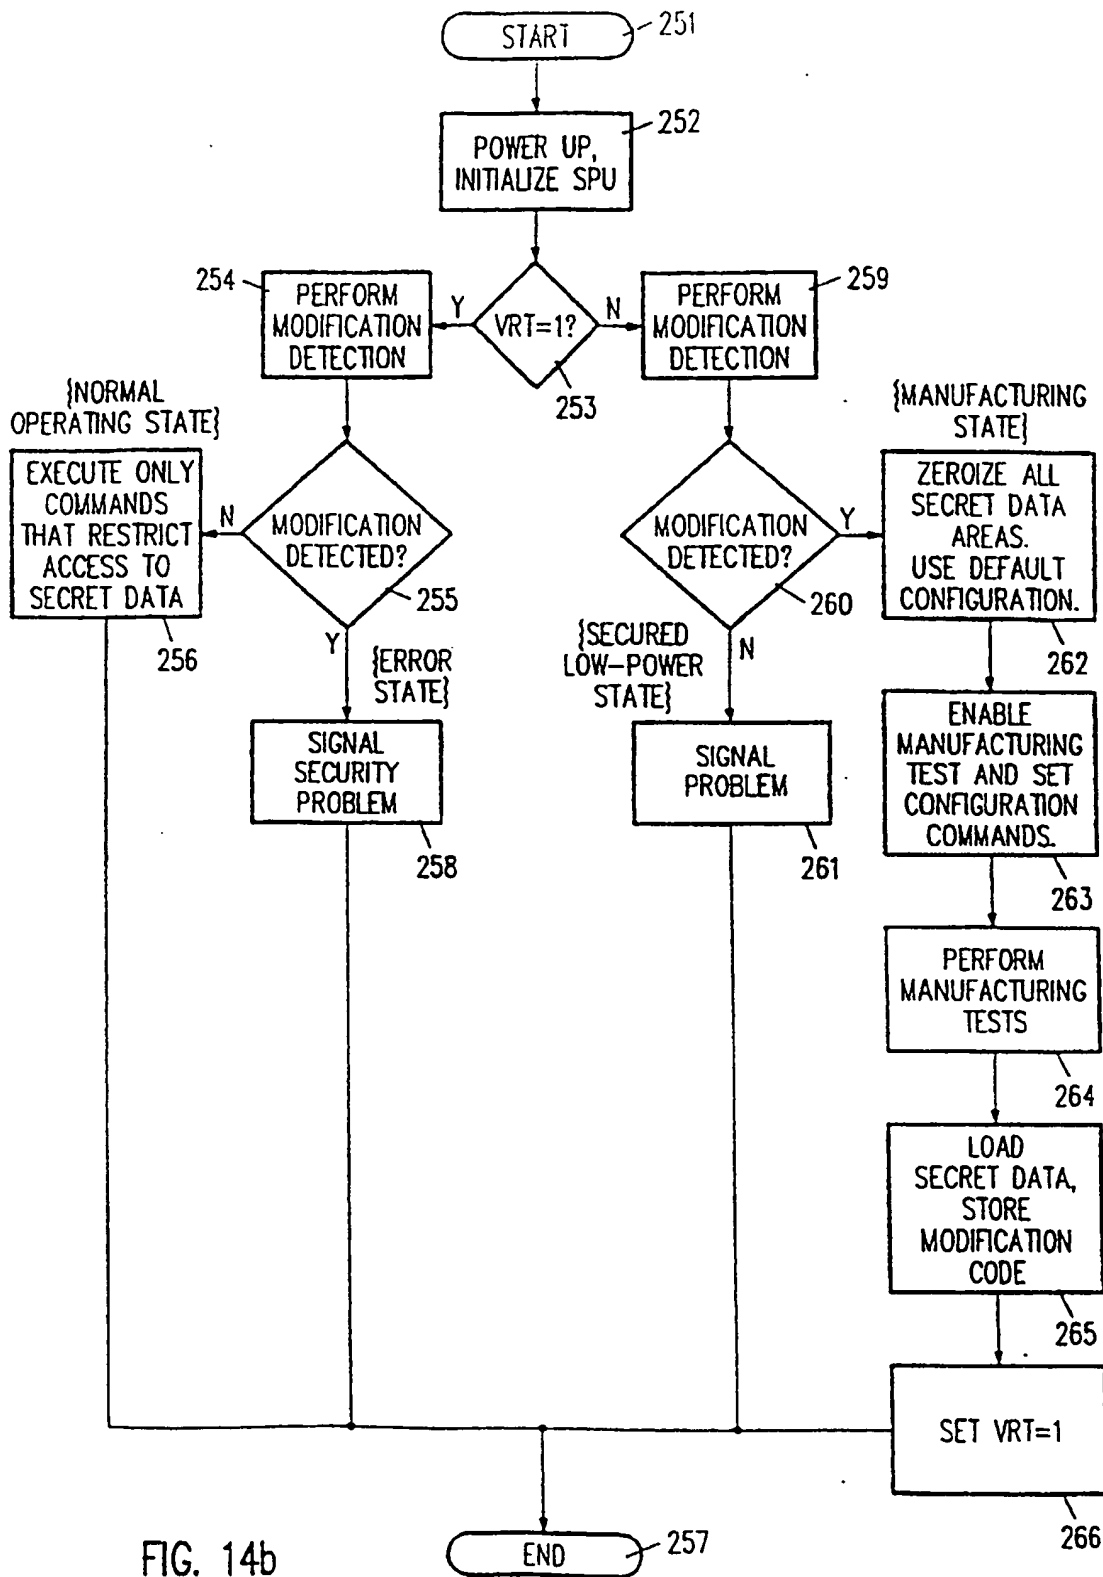 START
251
POWER UP,
INITIALIZE SPU
252
VRT=1?
253
Y
N
254
PERFORM
MODIFICATION
DETECTION
PERFORM
MODIFICATION
DETECTION
259
{NORMAL
OPERATING STATE}
EXECUTE ONLY
COMMANDS
THAT RESTRICT
ACCESS TO
SECRET DATA
256
N
MODIFICATION
DETECTED?
255
Y
{ERROR
STATE}
SIGNAL
SECURITY
PROBLEM
258
MODIFICATION
DETECTED?
260
Y
N
{SECURED
LOW-POWER
STATE}
SIGNAL
PROBLEM
261
{MANUFACTURING
STATE}
ZEROIZE ALL
SECRET DATA
AREAS.
USE DEFAULT
CONFIGURATION.
262
ENABLE
MANUFACTURING
TEST AND SET
CONFIGURATION
COMMANDS.
263
PERFORM
MANUFACTURING
TESTS
264
LOAD
SECRET DATA,
STORE
MODIFICATION
CODE
265
SET VRT=1
266
END
257
FIG. 14b